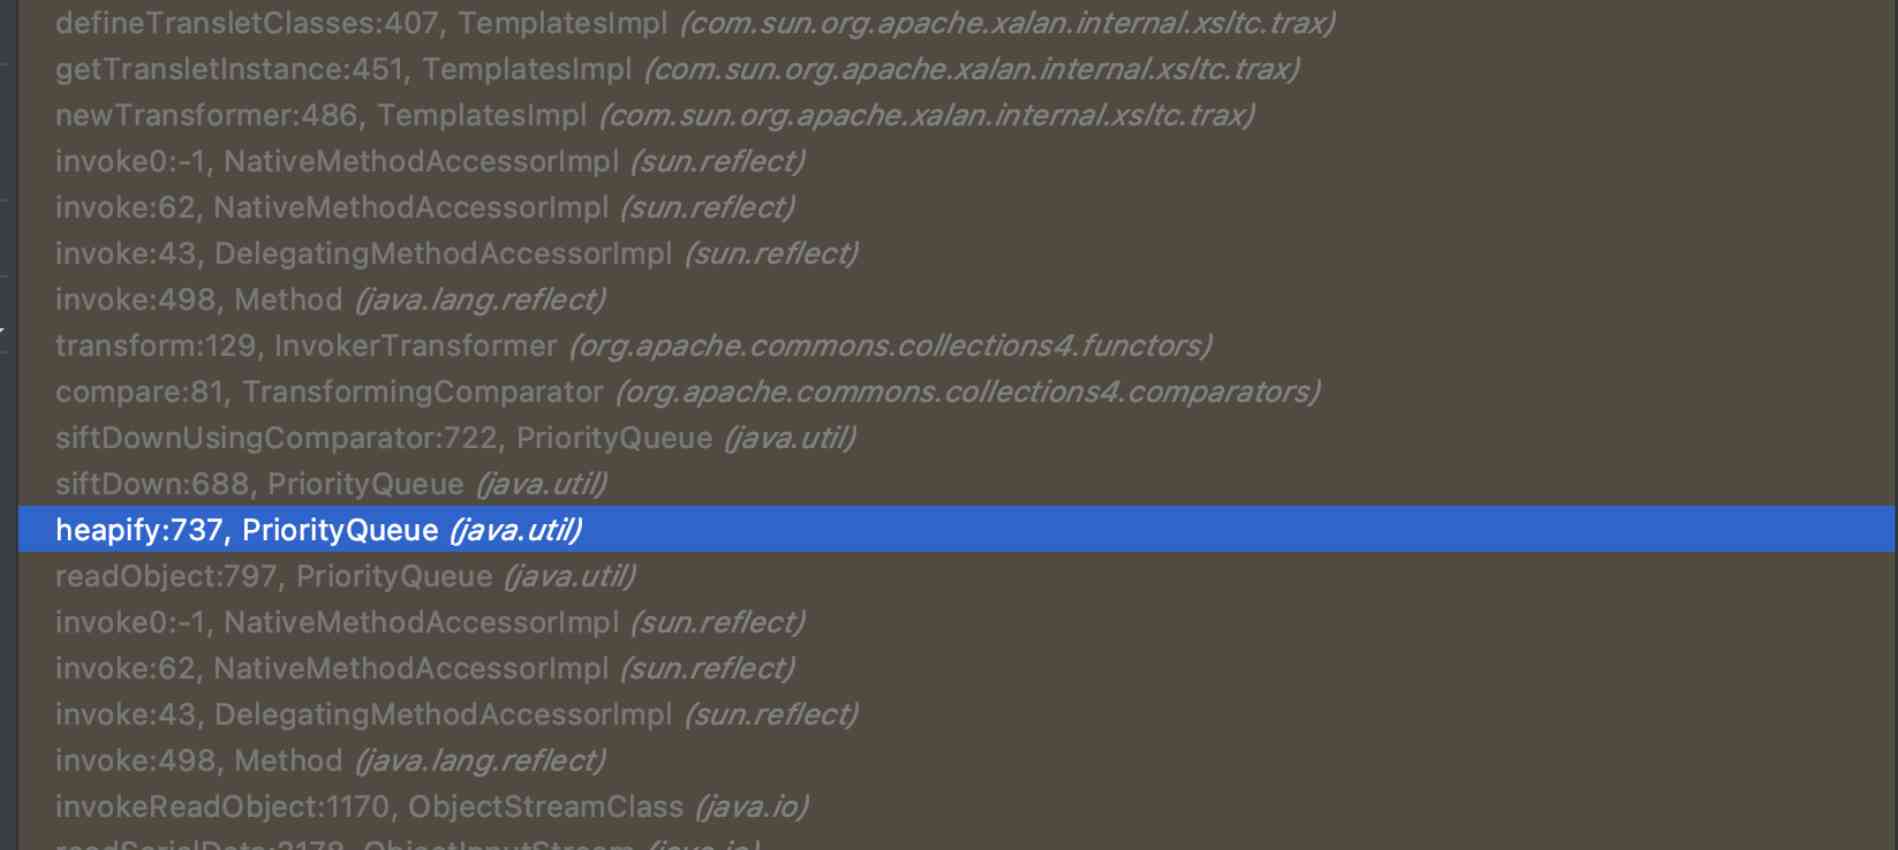 defineTransletClasses:407, TemplatesImpl (com.sun.org.apache.xalan.internal.xsltc.trax)
getTransletInstance:451, TemplatesImpl (com.sun.org.apache.xalan.internal.xsltc.trax)
newTransformer:486, TemplatesImpl (com.sun.org.apache.xalan.internal.xsltc.trax)
invoke0:-1, NativeMethodAccessorImpl (sun.reflect)
invoke:62, NativeMethodAccessorImpl (sun.reflect)
invoke:43, DelegatingMethodAccessorImpl (sun.reflect)
invoke:498, Method (java.lang.reflect)
transform:129, InvokerTransformer (org.apache.commons.collections4.functors)
compare:81, TransformingComparator (org.apache.commons.collections4.comparators)
siftDownUsingComparator:722, PriorityQueue (java.util)
siftDown:688, PriorityQueue (java.util)
heapify:737, PriorityQueue (java.util)
readObject:797, PriorityQueue (java.util)
invoke0:-1, NativeMethodAccessorImpl (sun.reflect)
invoke:62, NativeMethodAccessorImpl (sun.reflect)
invoke:43, DelegatingMethodAccessorImpl (sun.reflect)
invoke:498, Method (java.lang.reflect)
invokeReadObject:1170, ObjectStreamClass (java.io)
readSerialData:2178, ObjectInputStream (java.io)